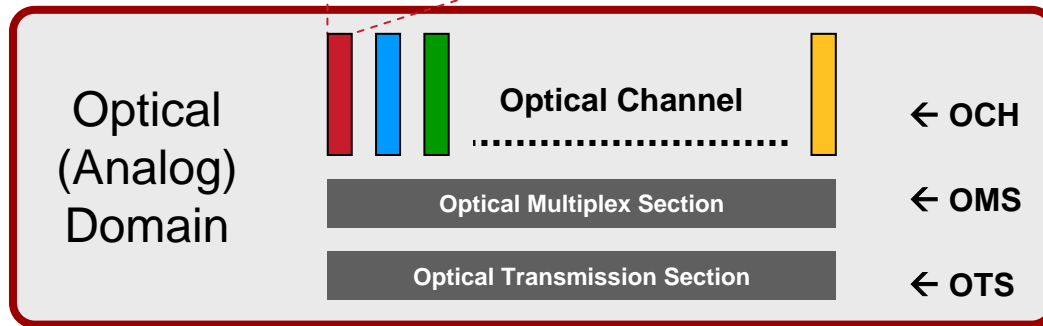 Optical
(Analog)
Domain
Optical Channel
← OCH
Optical Multiplex Section
← OMS
Optical Transmission Section
← OTS